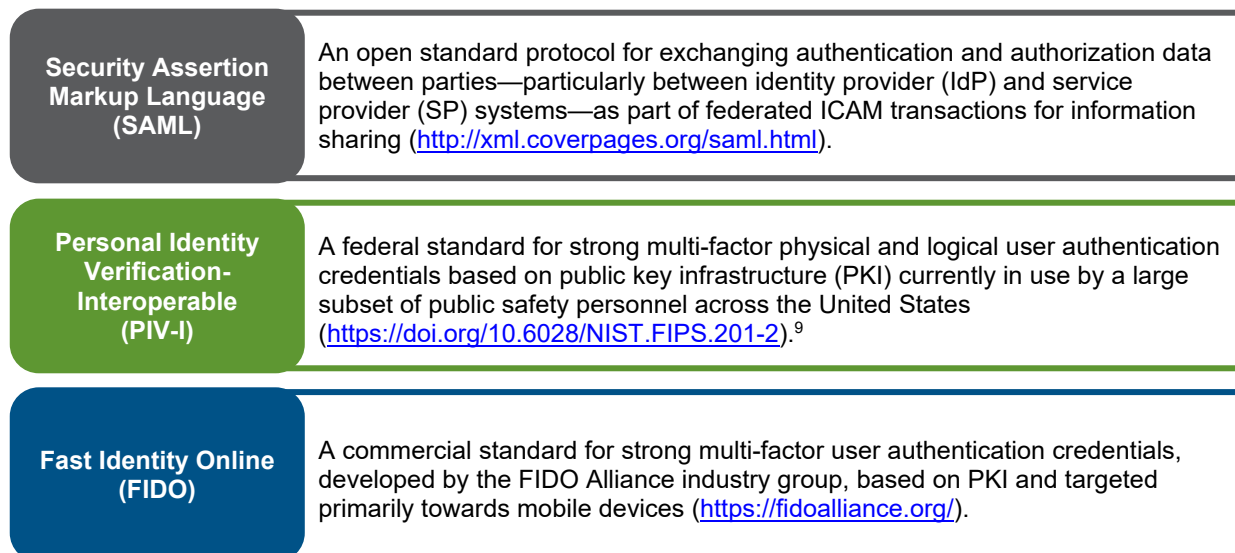 Security Assertion
Markup Language
(SAML)
An open standard protocol for exchanging authentication and authorization data
between parties—particularly between identity provider (IdP) and service
provider (SP) systems—as part of federated ICAM transactions for information
sharing (http://xml.coverpages.org/saml.html).
Personal Identity
Verification-
Interoperable
(PIV-I)
A federal standard for strong multi-factor physical and logical user authentication
credentials based on public key infrastructure (PKI) currently in use by a large
subset of public safety personnel across the United States
(https://doi.org/10.6028/NIST.FIPS.201-2).9
Fast Identity Online
(FIDO)
A commercial standard for strong multi-factor user authentication credentials,
developed by the FIDO Alliance industry group, based on PKI and targeted
primarily towards mobile devices (https://fidoalliance.org/).